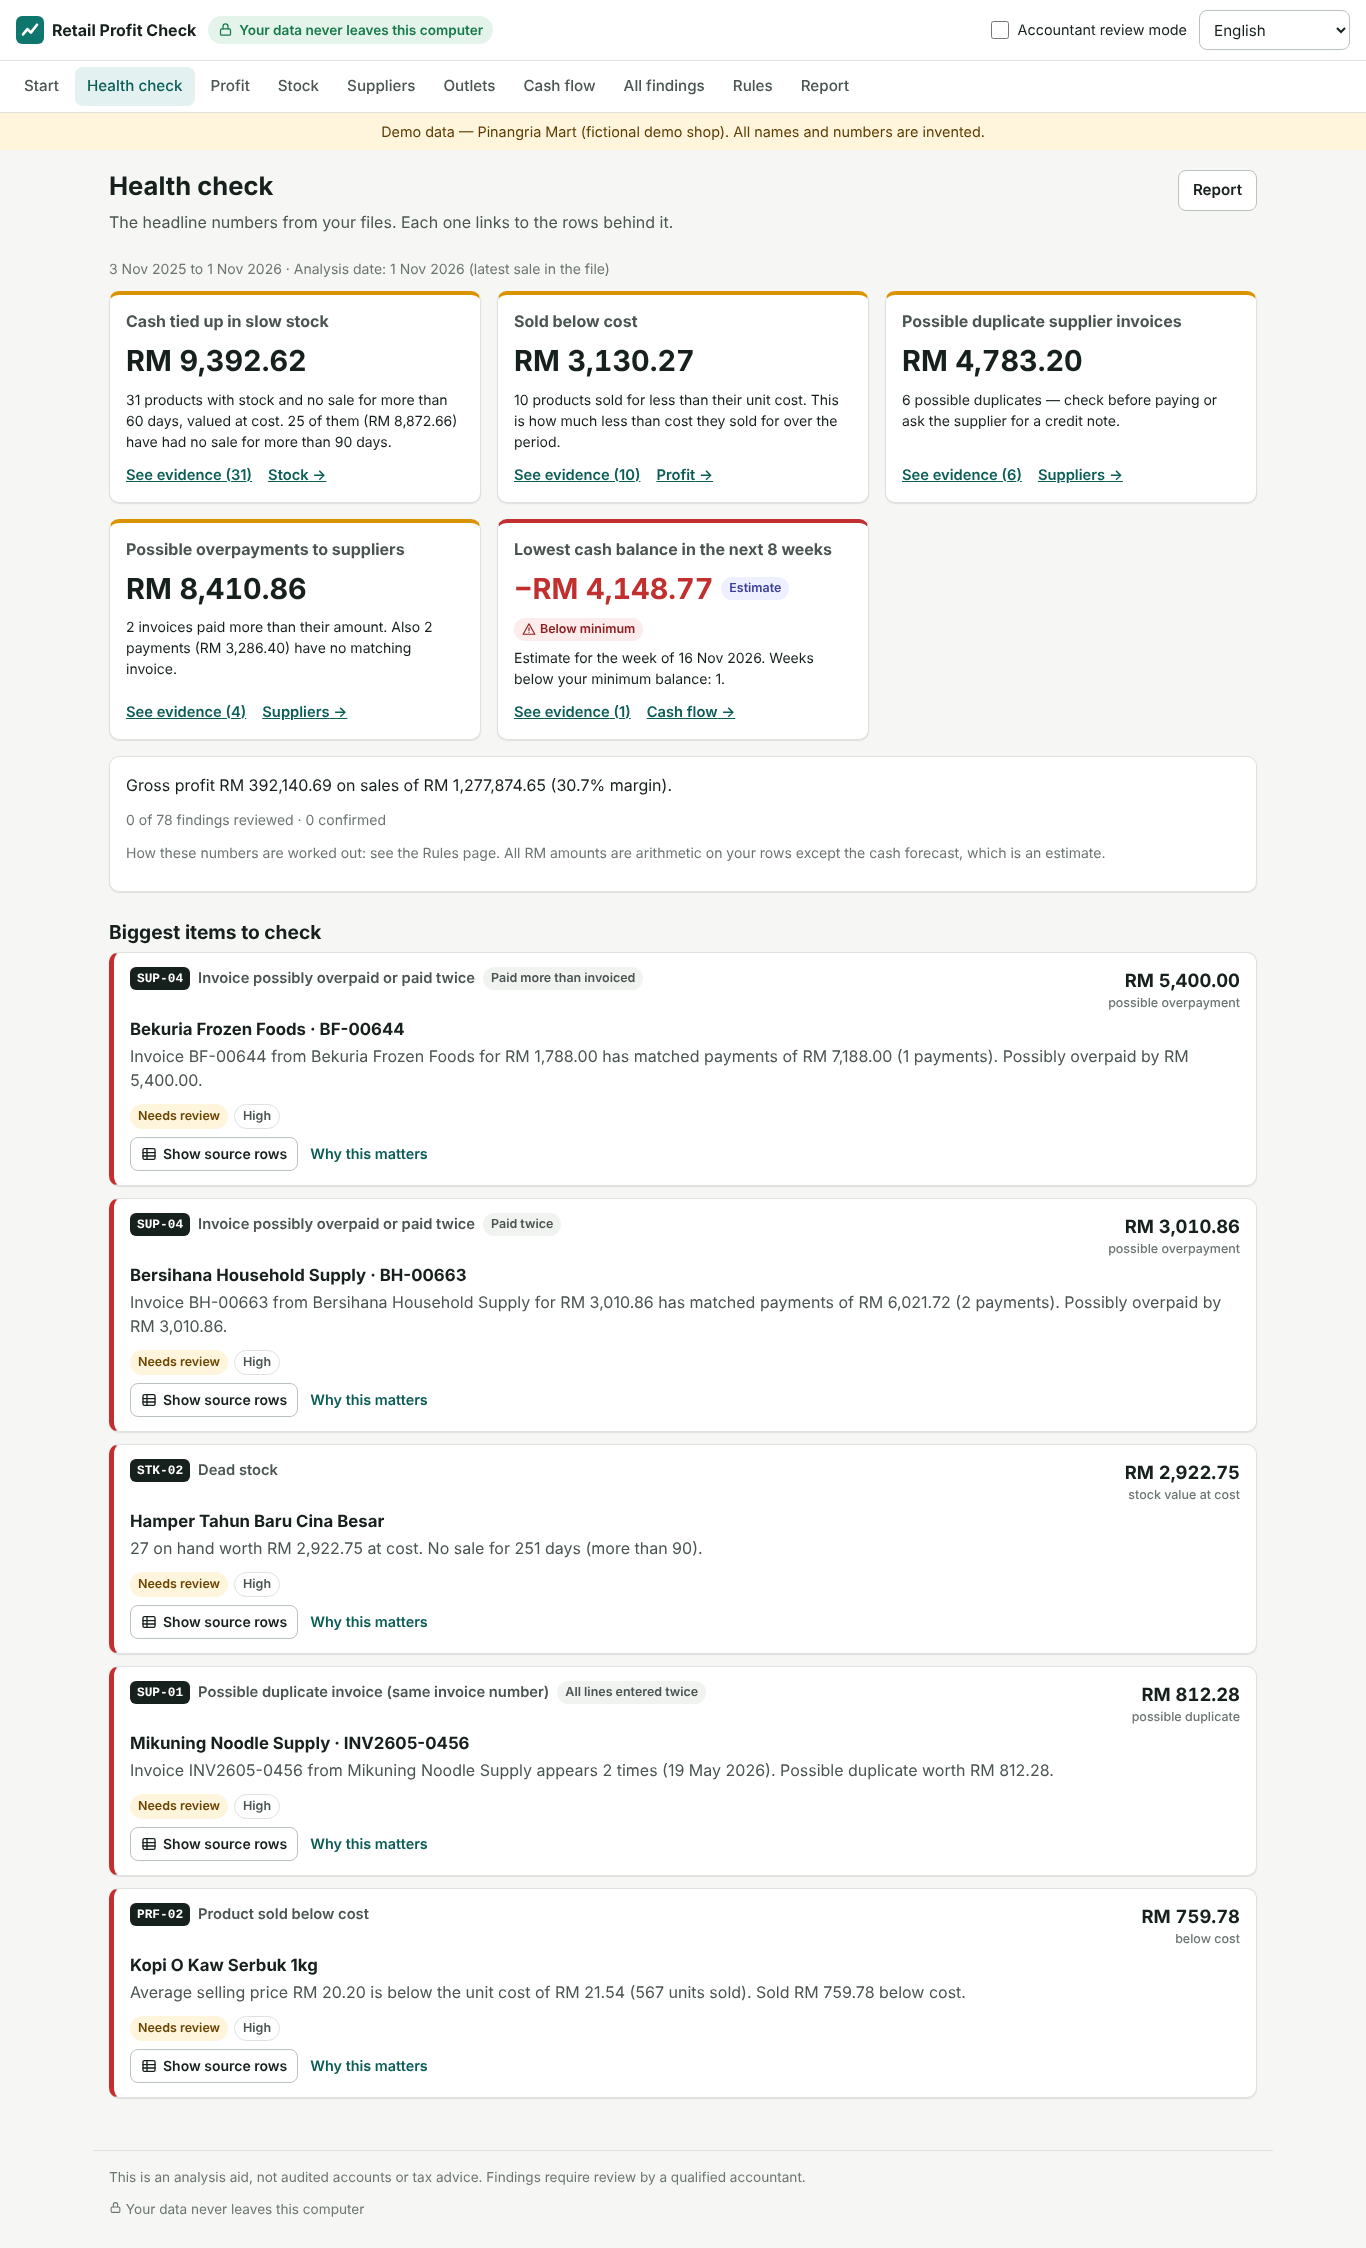 Retail Profit Check
Your data never leaves this computer
Accountant review mode
English
Start
Health check
Profit
Stock
Suppliers
Outlets
Cash flow
All findings
Rules
Report
Demo data — Pinangria Mart (fictional demo shop). All names and numbers are invented.
Health check
Report
The headline numbers from your files. Each one links to the rows behind it.
3 Nov 2025 to 1 Nov 2026 · Analysis date: 1 Nov 2026 (latest sale in the file)
Cash tied up in slow stock
RM 9,392.62
31 products with stock and no sale for more than
60 days, valued at cost. 25 of them (RM 8,872.66)
have had no sale for more than 90 days.
See evidence (31) Stock →
Sold below cost
RM 3,130.27
10 products sold for less than their unit cost. This
is how much less than cost they sold for over the
period.
See evidence (10) Profit →
Possible duplicate supplier invoices
RM 4,783.20
6 possible duplicates — check before paying or
ask the supplier for a credit note.
See evidence (6) Suppliers →
Possible overpayments to suppliers
RM 8,410.86
2 invoices paid more than their amount. Also 2
payments (RM 3,286.40) have no matching
invoice.
See evidence (4) Suppliers →
Lowest cash balance in the next 8 weeks
−RM 4,148.77 Estimate
Below minimum
Estimate for the week of 16 Nov 2026. Weeks
below your minimum balance: 1.
See evidence (1) Cash flow →
Gross profit RM 392,140.69 on sales of RM 1,277,874.65 (30.7% margin).
0 of 78 findings reviewed · 0 confirmed
How these numbers are worked out: see the Rules page. All RM amounts are arithmetic on your rows except the cash forecast, which is an estimate.
Biggest items to check
SUP-04 Invoice possibly overpaid or paid twice Paid more than invoiced
RM 5,400.00
possible overpayment
Bekuria Frozen Foods · BF-00644
Invoice BF-00644 from Bekuria Frozen Foods for RM 1,788.00 has matched payments of RM 7,188.00 (1 payments). Possibly overpaid by RM
5,400.00.
Needs review High
Show source rows Why this matters
SUP-04 Invoice possibly overpaid or paid twice Paid twice
RM 3,010.86
possible overpayment
Bersihana Household Supply · BH-00663
Invoice BH-00663 from Bersihana Household Supply for RM 3,010.86 has matched payments of RM 6,021.72 (2 payments). Possibly overpaid by
RM 3,010.86.
Needs review High
Show source rows Why this matters
STK-02 Dead stock
RM 2,922.75
stock value at cost
Hamper Tahun Baru Cina Besar
27 on hand worth RM 2,922.75 at cost. No sale for 251 days (more than 90).
Needs review High
Show source rows Why this matters
SUP-01 Possible duplicate invoice (same invoice number) All lines entered twice
RM 812.28
possible duplicate
Mikuning Noodle Supply · INV2605-0456
Invoice INV2605-0456 from Mikuning Noodle Supply appears 2 times (19 May 2026). Possible duplicate worth RM 812.28.
Needs review High
Show source rows Why this matters
PRF-02 Product sold below cost
RM 759.78
below cost
Kopi O Kaw Serbuk 1kg
Average selling price RM 20.20 is below the unit cost of RM 21.54 (567 units sold). Sold RM 759.78 below cost.
Needs review High
Show source rows Why this matters
This is an analysis aid, not audited accounts or tax advice. Findings require review by a qualified accountant.
Your data never leaves this computer